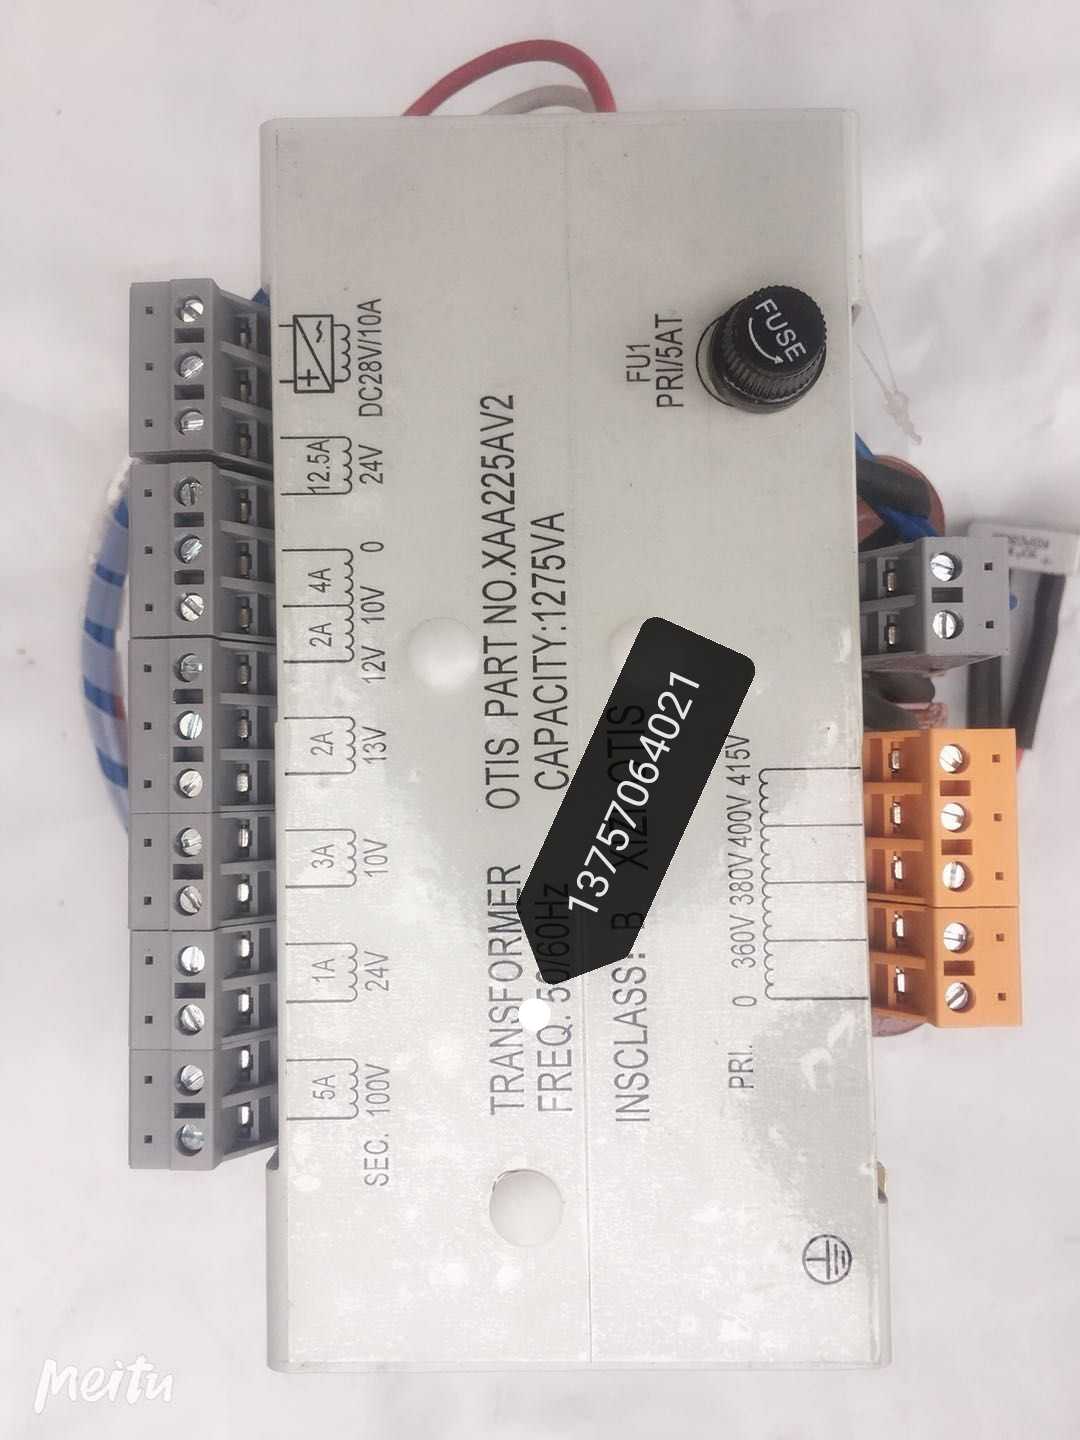 DC28V/10A
12.5A
24V
4A
2A
0
10V
12V
2A
13V
3A
10V
1A
24V
5A
SEC. 100V
TRANSFORMER OTIS PART NO.XAA225AV2
FREQ. 50/60Hz CAPACITY:1275VA
INSCLASS: B XIZI OTIS
FU1
PRI/5AT
FUSE
PRI. 0 360V 380V 400V 415V
13757064021
Meitu